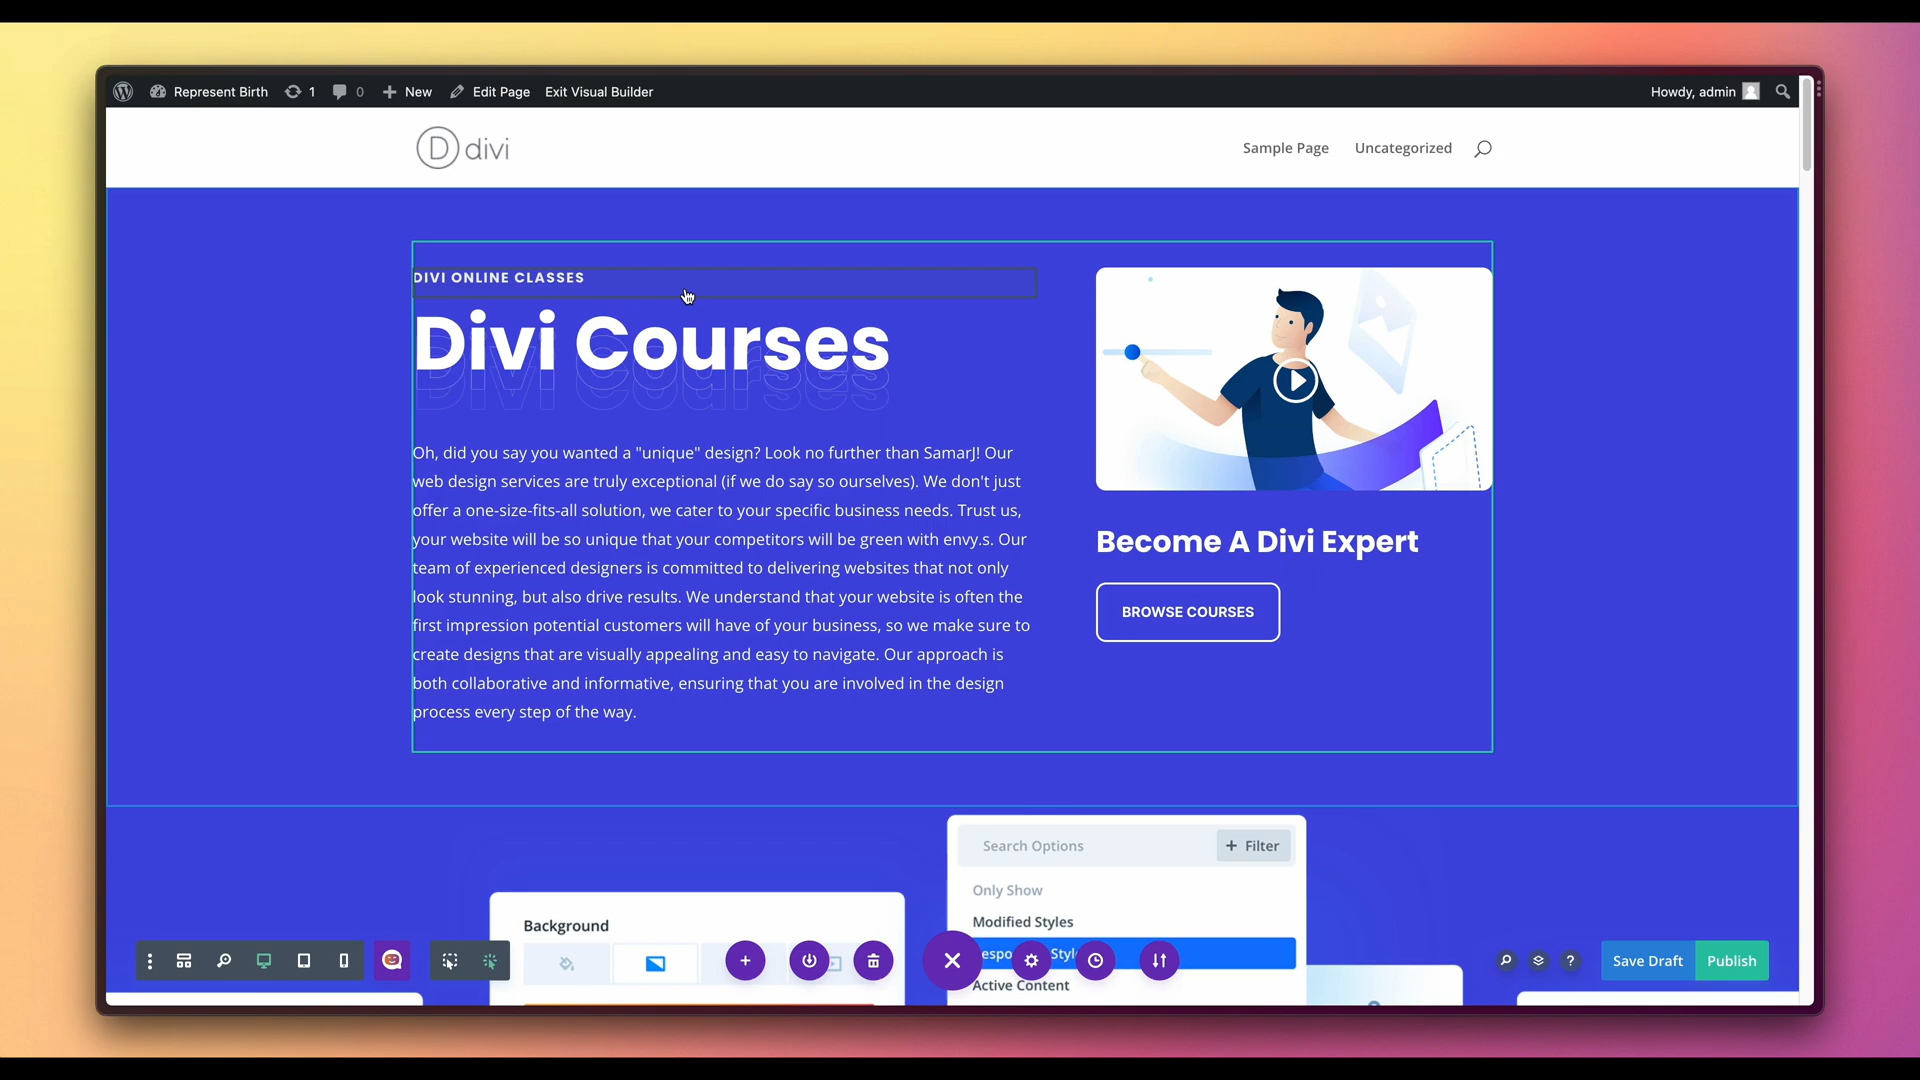 Represent Birth 1 0 New Edit Page Exit Visual Builder Howdy, admin
D divi Sample Page Uncategorized
DIVI ONLINE CLASSES
Divi Courses
Divi Courses
Oh, did you say you wanted a "unique" design? Look no further than SamarJ! Our
web design services are truly exceptional (if we do say so ourselves). We don't just
offer a one-size-fits-all solution, we cater to your specific business needs. Trust us,
your website will be so unique that your competitors will be green with envy.s. Our
team of experienced designers is committed to delivering websites that not only
look stunning, but also drive results. We understand that your website is often the
first impression potential customers will have of your business, so we make sure to
create designs that are visually appealing and easy to navigate. Our approach is
both collaborative and informative, ensuring that you are involved in the design
process every step of the way.
Become A Divi Expert
BROWSE COURSES
Search Options + Filter
Only Show
Modified Styles
Active Content
Background
Save Draft Publish